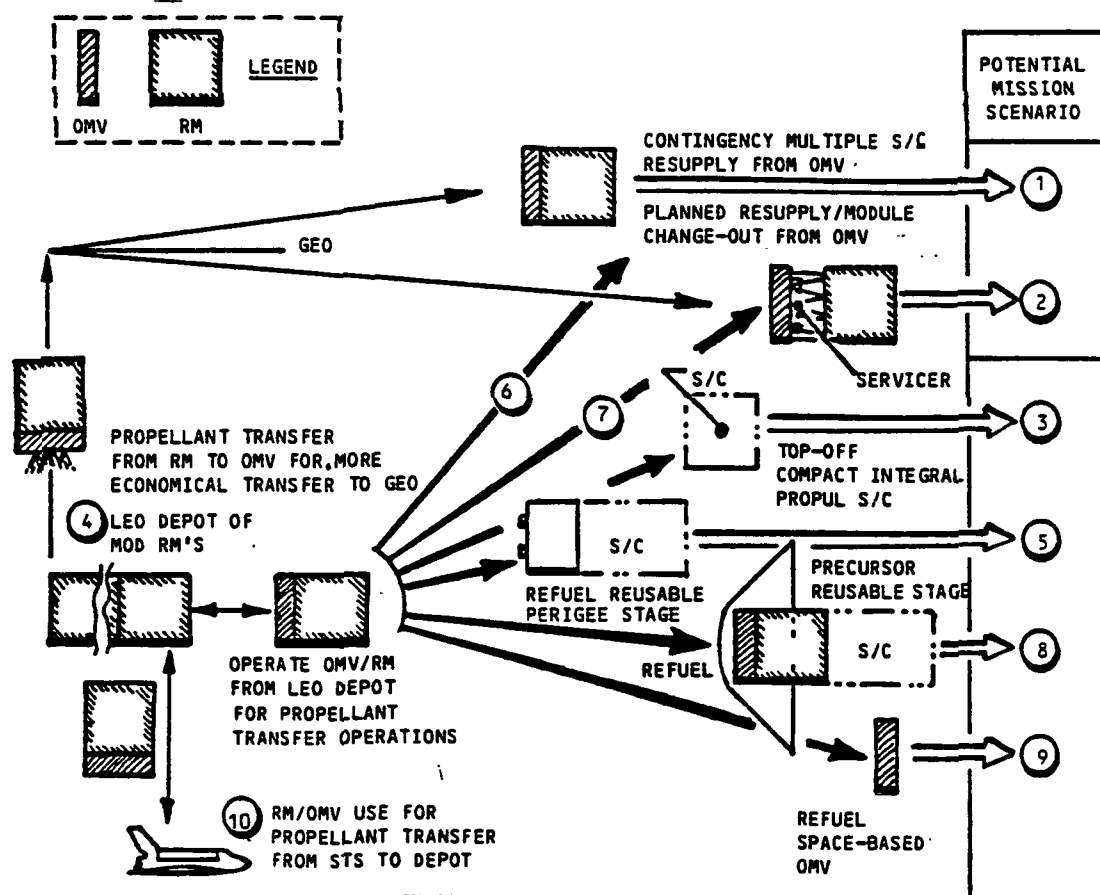 LEGEND
OMV
RM
POTENTIAL
MISSION
SCENARIO
CONTINGENCY MULTIPLE S/C
RESUPPLY FROM OMV
1
PLANNED RESUPPLY/MODULE
CHANGE-OUT FROM OMV
GEO
2
SERVICER
6
7
S/C
3
TOP-OFF
COMPACT INTEGRAL
PROPUL S/C
PROPELLANT TRANSFER
FROM RM TO OMV FOR MORE
ECONOMICAL TRANSFER TO GEO
4
LEO DEPOT OF
MOD RM'S
S/C
5
REFUEL REUSABLE
PERIGEE STAGE
PRECURSOR
REUSABLE STAGE
OPERATE OMV/RM
FROM LEO DEPOT
FOR PROPELLANT
TRANSFER OPERATIONS
REFUEL
S/C
8
9
10
RM/OMV USE FOR
PROPELLANT TRANSFER
FROM STS TO DEPOT
REFUEL
SPACE-BASED
OMV